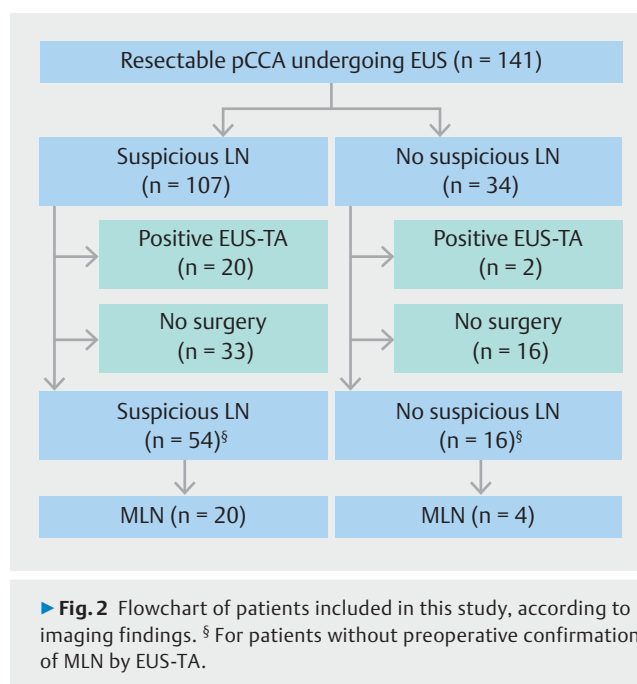 Resectable pCCA undergoing EUS (n = 141)
Suspicious LN
(n = 107)
No suspicious LN
(n = 34)
Positive EUS-TA
(n = 20)
Positive EUS-TA
(n = 2)
No surgery
(n = 33)
No surgery
(n = 16)
Suspicious LN
(n = 54)§
No suspicious LN
(n = 16)§
MLN (n = 20)
MLN (n = 4)
▶ Fig. 2 Flowchart of patients included in this study, according to
imaging findings. § For patients without preoperative confirmation
of MLN by EUS-TA.